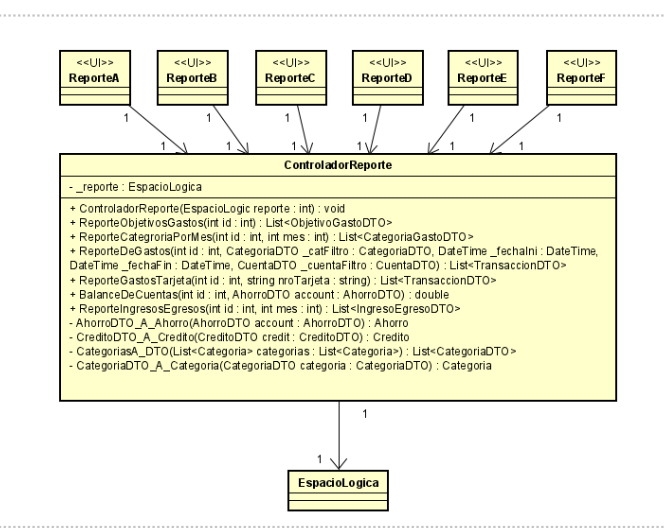 <<UI>> <<UI>> <<UI>> <<UI>> <<UI>> <<UI>>
ReporteA ReporteB ReporteC ReporteD ReporteE ReporteF
1 1 1 1 1 1
1 1 1 1 1 1
ControladorReporte
- _reporte : EspacioLogica
+ ControladorReporte(EspacioLogic reporte : int) : void
+ ReporteObjetivosGastos(int id : int) : List<ObjetivoGastoDTO>
+ ReporteCategroriaPorMes(int id : int, int mes : int) : List<CategoriaGastoDTO>
+ ReporteDeGastos(int id : int, CategoriaDTO _catFiltro : CategoriaDTO, DateTime _fechaIni : DateTime,
DateTime _fechaFin : DateTime, CuentaDTO _cuentaFiltro : CuentaDTO) : List<TransaccionDTO>
+ ReporteGastosTarjeta(int id : int, string nroTarjeta : string) : List<TransaccionDTO>
+ BalanceDeCuentas(int id : int, AhorroDTO account : AhorroDTO) : double
+ ReporteIngresosEgresos(int id : int, int mes : int) : List<IngresoEgresoDTO>
- AhorroDTO_A_Ahorro(AhorroDTO account : AhorroDTO) : Ahorro
- CreditoDTO_A_Credito(CreditoDTO credit : CreditoDTO) : Credito
- CategoriasA_DTO(List<Categoria> categorias : List<Categoria>) : List<CategoriaDTO>
- CategoriaDTO_A_Categoria(CategoriaDTO categoria : CategoriaDTO) : Categoria
1
1
EspacioLogica